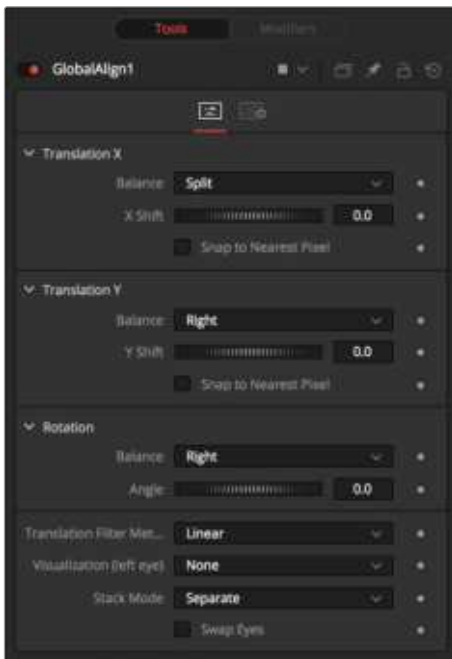 Tools Modifiers
GlobalAlign1
Translation X
Balance Split
X Shift 0.0
Snap to Nearest Pixel
Translation Y
Balance Right
Y Shift 0.0
Snap to Nearest Pixel
Rotation
Balance Right
Angle 0.0
Translation Filter Met... Linear
Visualization (left eye) None
Stack Mode Separate
Swap Eyes